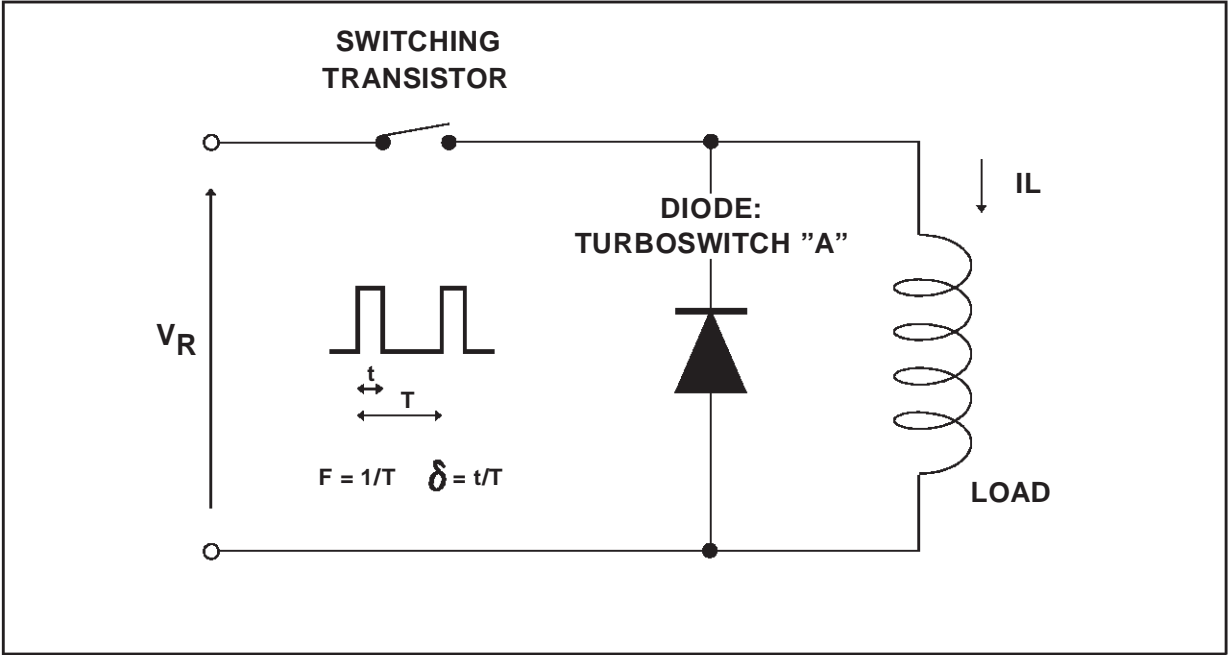 SWITCHING
TRANSISTOR
IL
DIODE:
TURBOSWITCH ”A”
VR
t
T
F = 1/T δ = t/T
LOAD